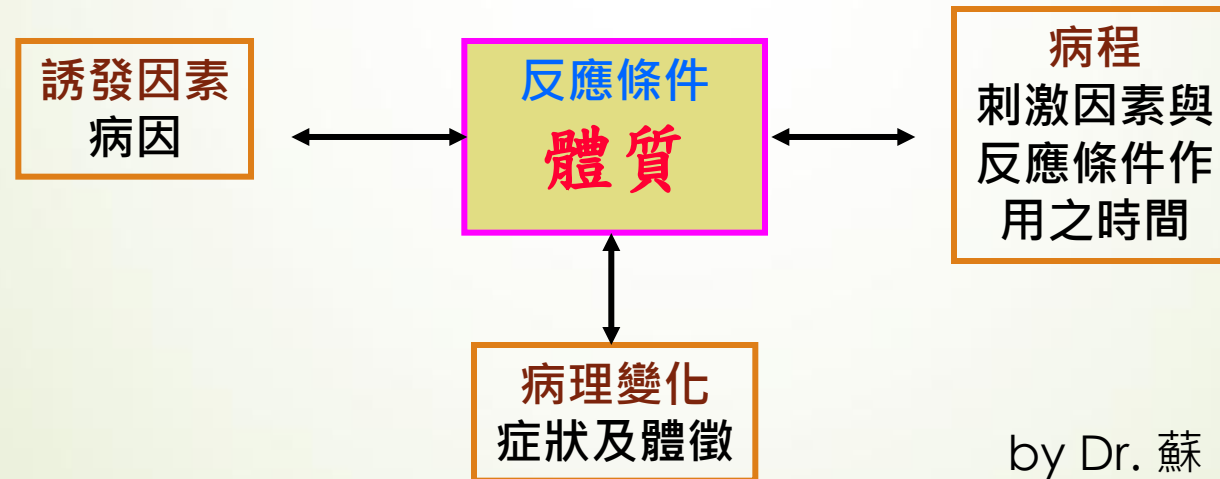 誘發因素
病因
反應條件
體質
病程
刺激因素與
反應條件作
用之時間
病理變化
症狀及體徵
by Dr. 蘇